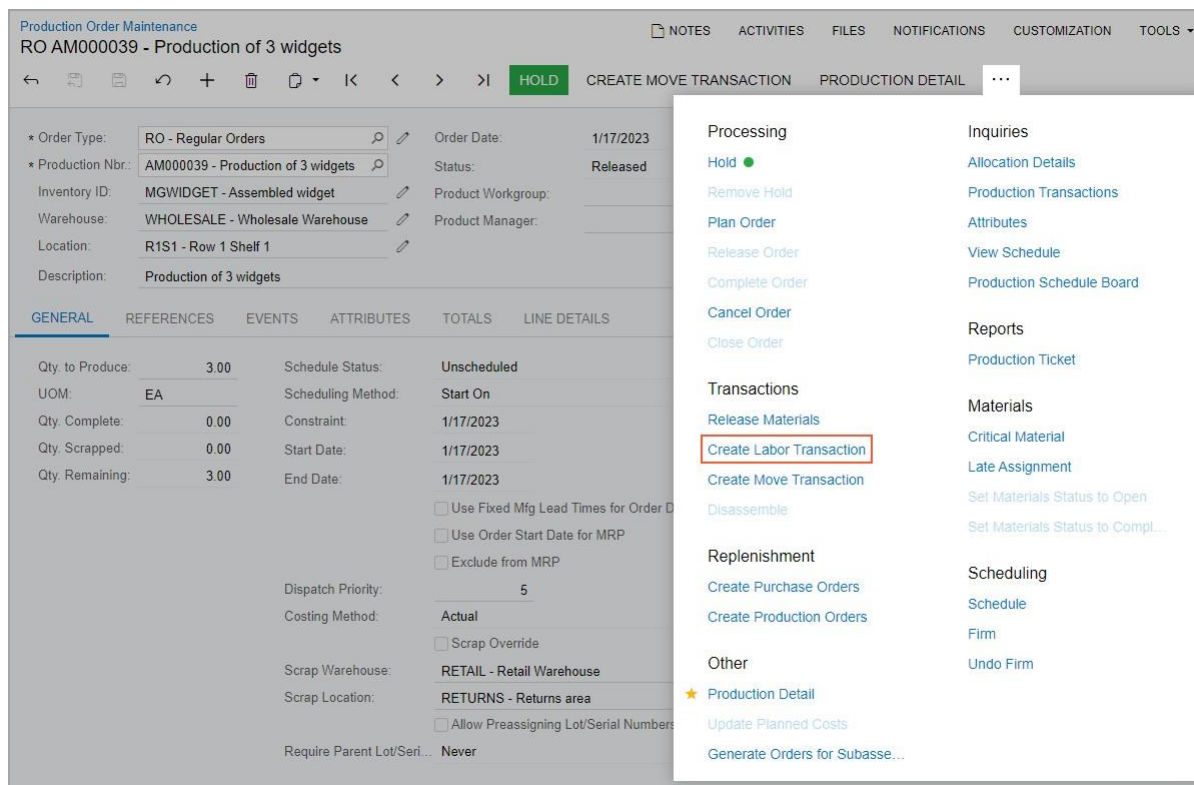 Production Order Maintenance
RO AM000039 - Production of 3 widgets
NOTES ACTIVITIES FILES NOTIFICATIONS CUSTOMIZATION TOOLS
HOLD CREATE MOVE TRANSACTION PRODUCTION DETAIL ...
* Order Type: RO - Regular Orders
* Production Nbr.: AM000039 - Production of 3 widgets
Inventory ID: MGWIDGET - Assembled widget
Warehouse: WHOLESALE - Wholesale Warehouse
Location: R1S1 - Row 1 Shelf 1
Description: Production of 3 widgets
Order Date: 1/17/2023
Status: Released
Product Workgroup:
Product Manager:
GENERAL REFERENCES EVENTS ATTRIBUTES TOTALS LINE DETAILS
Qty. to Produce: 3.00
UOM: EA
Qty. Complete: 0.00
Qty. Scrapped: 0.00
Qty. Remaining: 3.00
Schedule Status: Unscheduled
Scheduling Method: Start On
Constraint: 1/17/2023
Start Date: 1/17/2023
End Date: 1/17/2023
Use Fixed Mfg Lead Times for Order D
Use Order Start Date for MRP
Exclude from MRP
Dispatch Priority: 5
Costing Method: Actual
Scrap Override
Scrap Warehouse: RETAIL - Retail Warehouse
Scrap Location: RETURNS - Returns area
Allow Preassigning Lot/Serial Numbers
Require Parent Lot/Seri... Never
Processing
Hold
Remove Hold
Plan Order
Release Order
Complete Order
Cancel Order
Close Order
Transactions
Release Materials
Create Labor Transaction
Create Move Transaction
Disassemble
Replenishment
Create Purchase Orders
Create Production Orders
Other
Production Detail
Update Planned Costs
Generate Orders for Subasse...
Inquiries
Allocation Details
Production Transactions
Attributes
View Schedule
Production Schedule Board
Reports
Production Ticket
Materials
Critical Material
Late Assignment
Set Materials Status to Open
Set Materials Status to Compl...
Scheduling
Schedule
Firm
Undo Firm